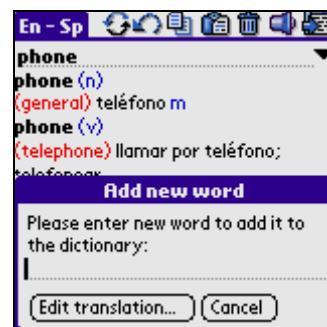 En - Sp
phone
phone (n)
(general) teléfono m
phone (v)
(telephone) llamar por teléfono;
telefonear
Add new word
Please enter new word to add it to
the dictionary:
Edit translation... Cancel